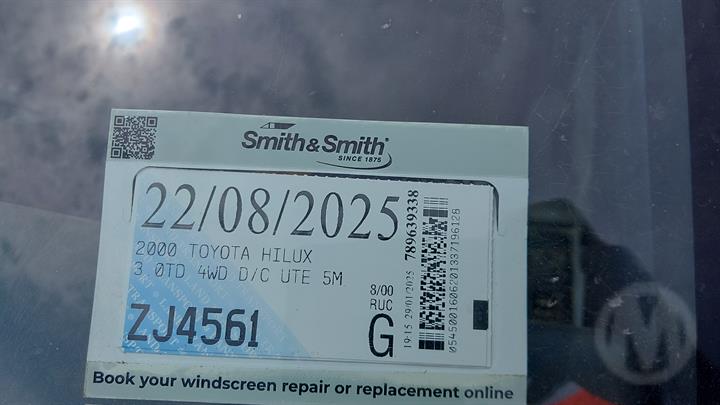 Smith&Smith®
SINCE 1875
22/08/2025
2000 TOYOTA HILUX
3.0TD 4WD D/C UTE 5M
8/00
RUC
ZJ4561
G
19:15 29/01/2025 789639338
0545001606201337196128
Book your windscreen repair or replacement online
M